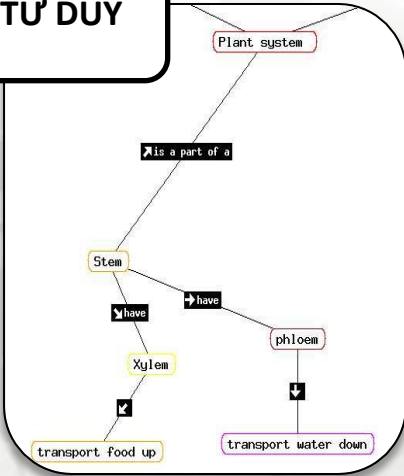 TƯ DUY
Plant system
is a part of a
Stem
have
have
phloem
Xylem
transport food up
transport water down